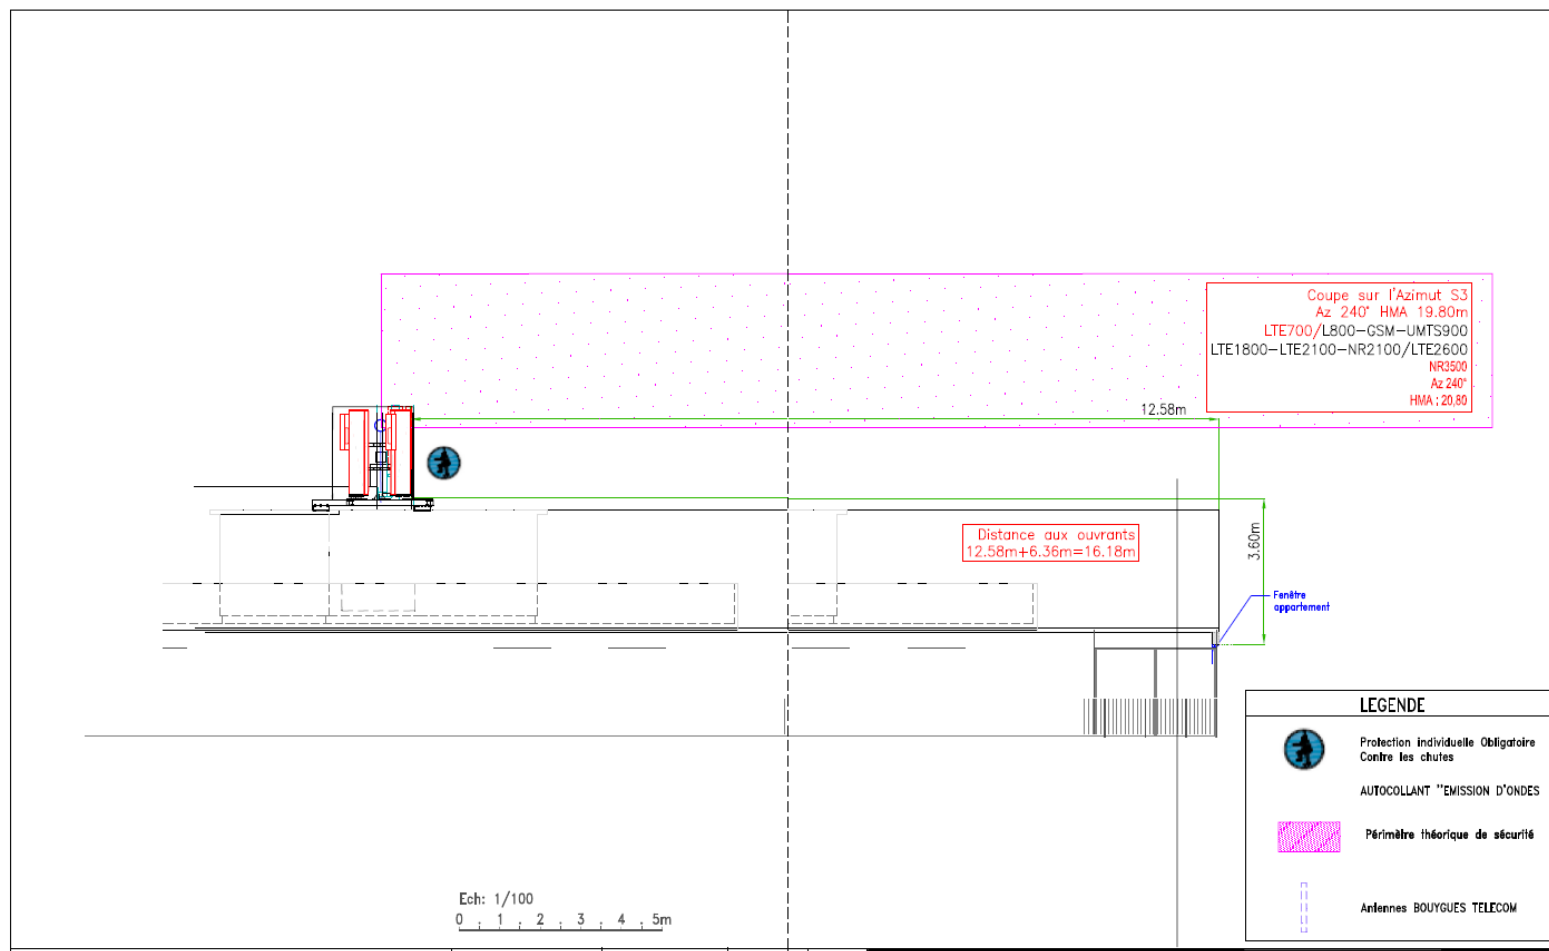 Coupe sur l'Azimut S3
Az 240° HMA 19.80m
LTE700/L800-GSM-UMTS900
LTE1800-LTE2100-NR2100/LTE2600
NR3500
Az 240°
HMA : 20,80
12.58m
Distance aux ouvrants
12.58m+6.36m=16.18m
3.60m
Fenêtre
appartement
LEGENDE
Protection individuelle Obligatoire
Contre les chutes
AUTOCOLLANT ''EMISSION D'ONDES
Périmètre théorique de sécurité
Antennes BOUYGUES TELECOM
Ech: 1/100
0 1 2 3 4 5m